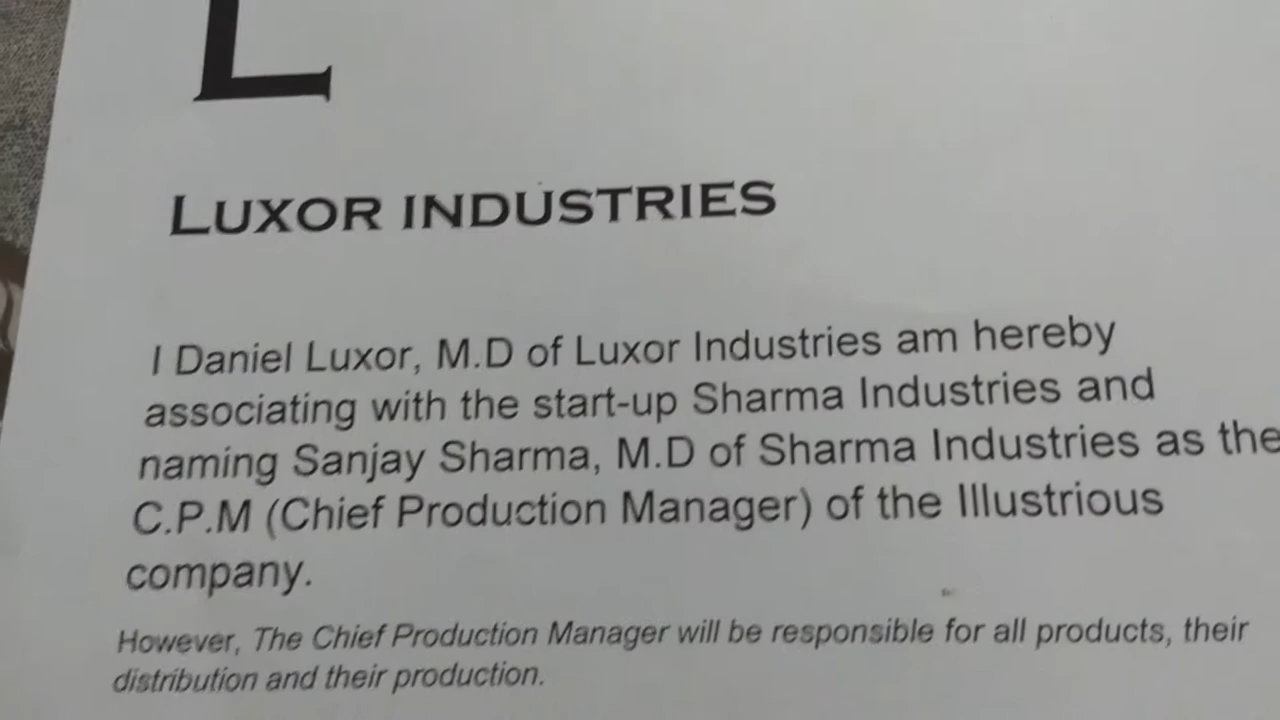 L
LUXOR INDUSTRIES
I Daniel Luxor, M.D of Luxor Industries am hereby
associating with the start-up Sharma Industries and
naming Sanjay Sharma, M.D of Sharma Industries as the
C.P.M (Chief Production Manager) of the Illustrious
company.
However, The Chief Production Manager will be responsible for all products, their
distribution and their production.